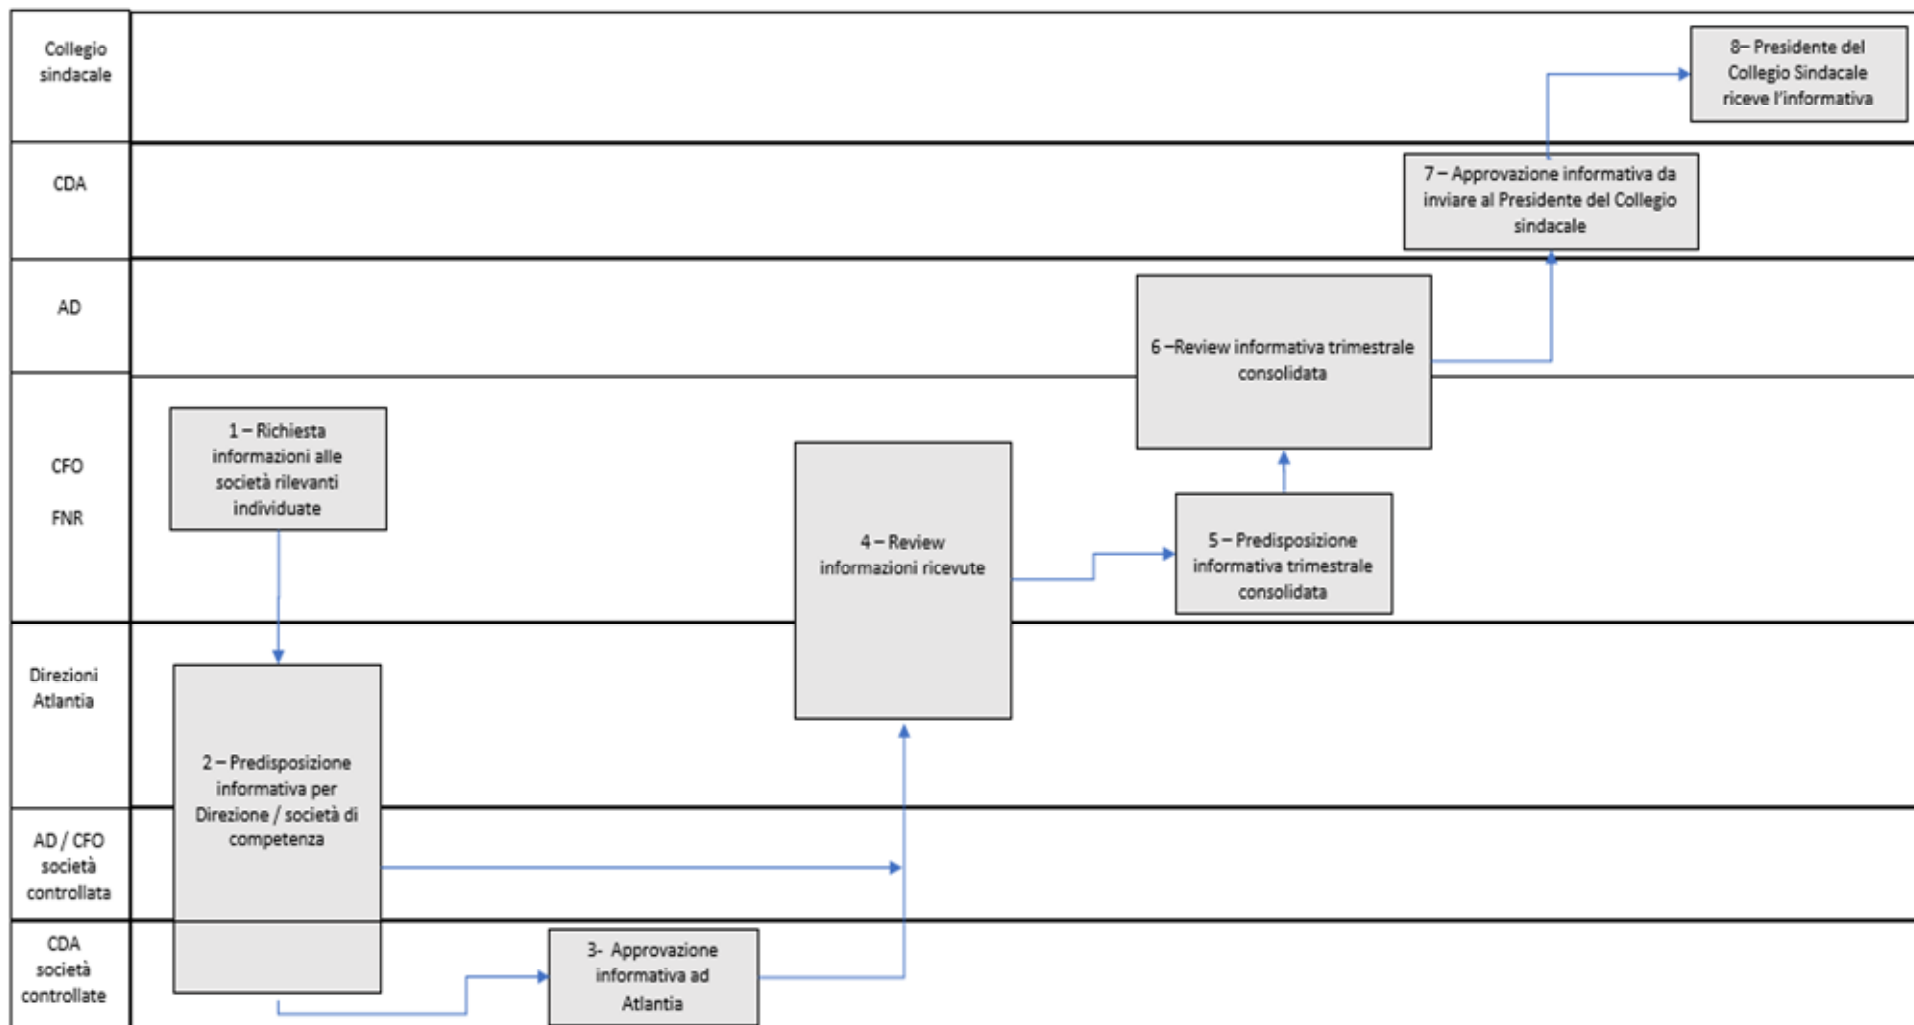 Collegio
sindacale
8– Presidente del
Collegio Sindacale
riceve l'informativa
CDA
7 – Approvazione informativa da
inviare al Presidente del Collegio
sindacale
AD
6 –Review informativa trimestrale
consolidata
CFO
FNR
1 – Richiesta
informazioni alle
società rilevanti
individuate
4 – Review
informazioni ricevute
5 – Predisposizione
informativa trimestrale
consolidata
Direzioni
Atlantia
2 – Predisposizione
informativa per
Direzione / società di
competenza
AD / CFO
società
controllata
CDA
società
controllate
3- Approvazione
informativa ad
Atlantia